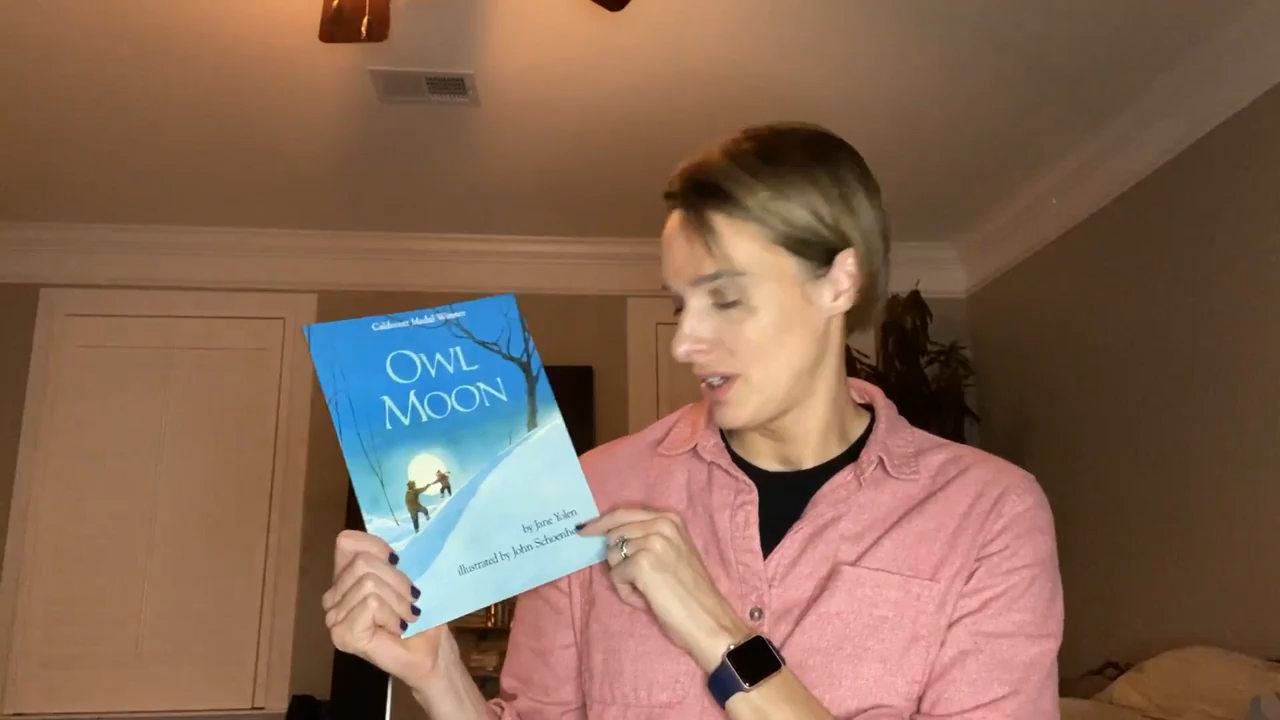 Caldecott Medal Winner
OWL
MOON
by Jane Yolen
illustrated by John